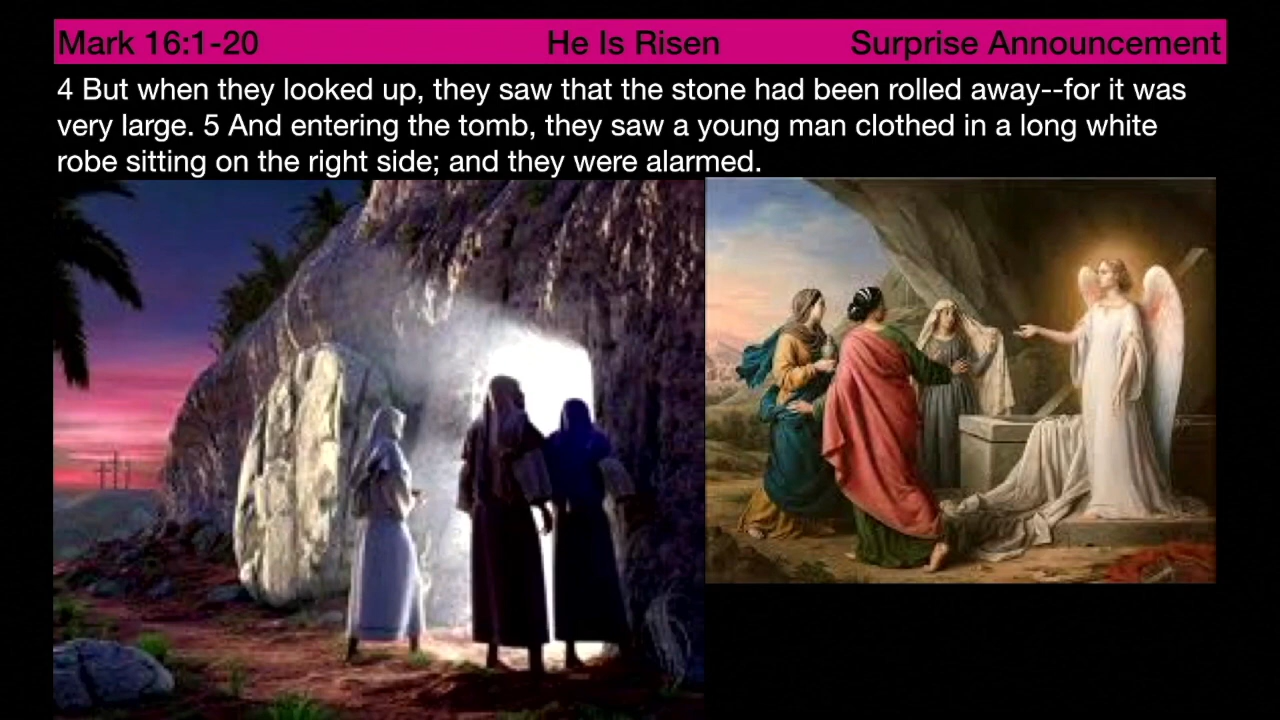 Mark 16:1-20 He Is Risen Surprise Announcement
4 But when they looked up, they saw that the stone had been rolled away--for it was
very large. 5 And entering the tomb, they saw a young man clothed in a long white
robe sitting on the right side; and they were alarmed.